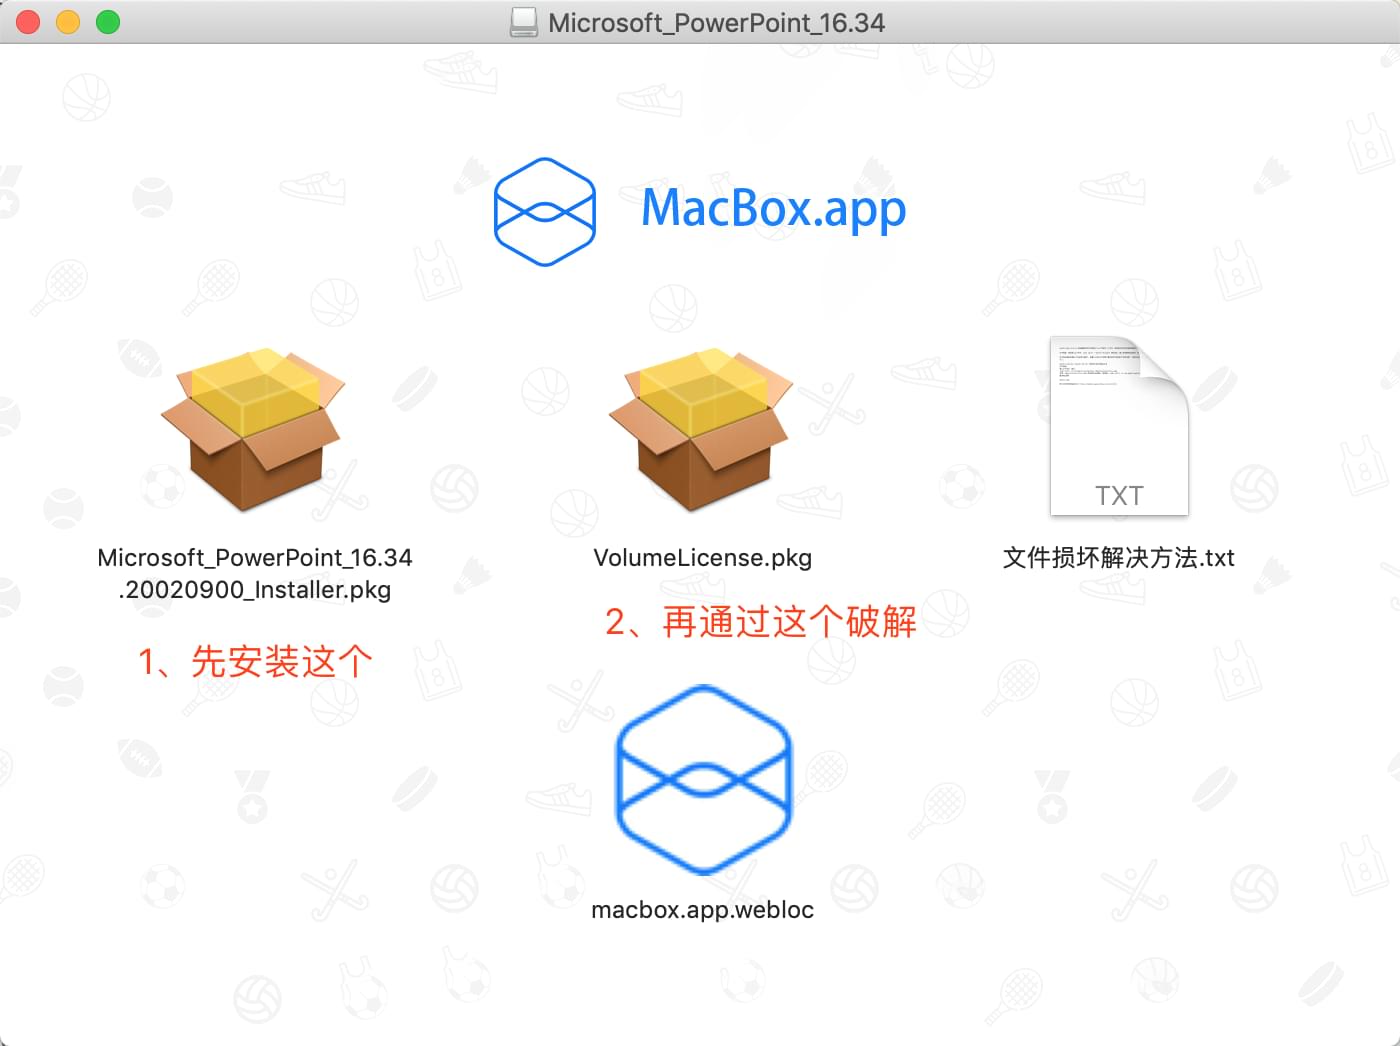 Microsoft_PowerPoint_16.34
MacBox.app
TXT
Microsoft_PowerPoint_16.34
.20020900_Installer.pkg
VolumeLicense.pkg
文件损坏解决方法.txt
1、先安装这个
2、再通过这个破解
macbox.app.webloc